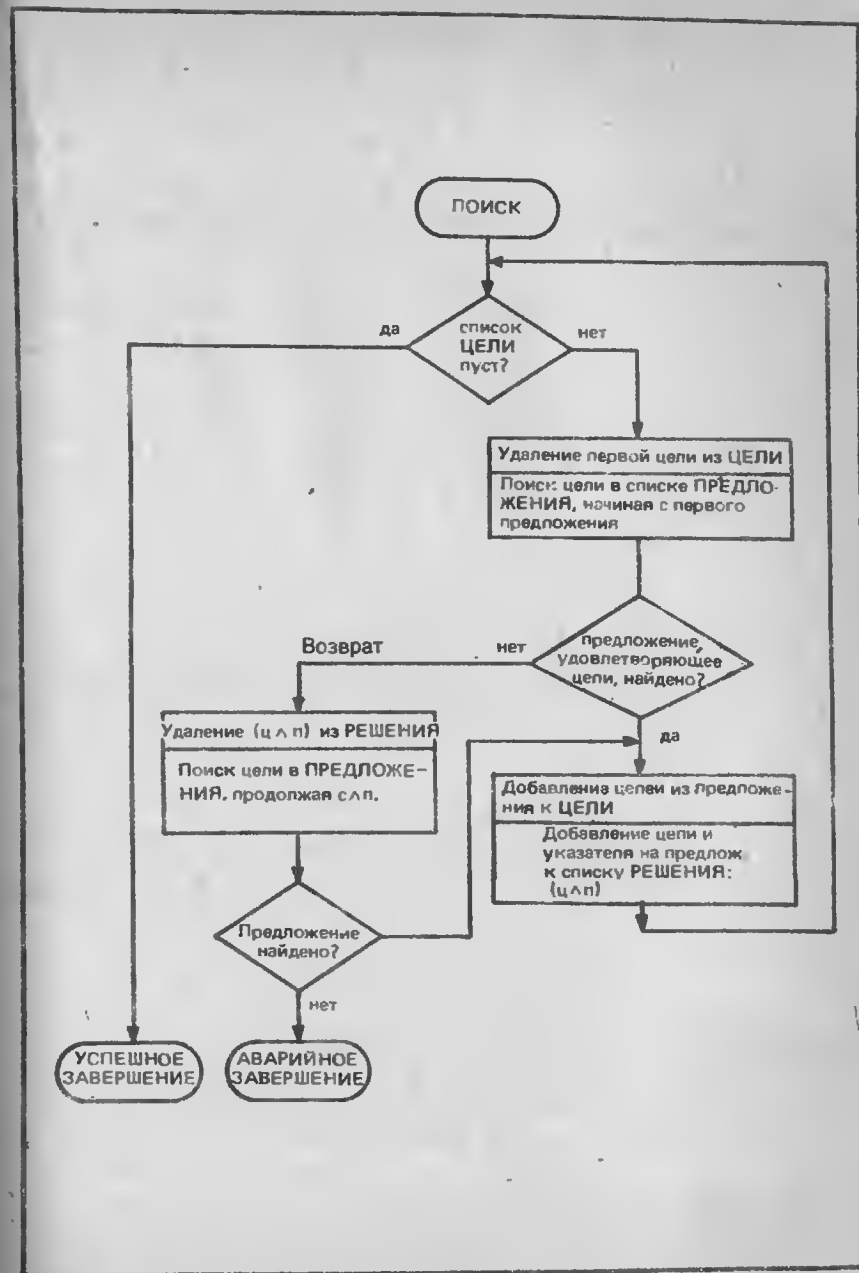 ПОИСК
да
список
ЦЕЛИ
пуст?
нет
Удаление первой цели из ЦЕЛИ
Поиск цели в списке ПРЕДЛО-
ЖЕНИЯ, начиная с первого
предложения
Возврат
нет
предложение,
удовлетворяющее
цели, найдено?
да
Удаление (ц ∧ п) из РЕШЕНИЯ
Поиск цели в ПРЕДЛОЖЕ-
НИЯ, продолжая с∧п.
Добавление целей из предложе-
ния к ЦЕЛИ
Добавление цели и
указателя на предлож
к списку РЕШЕНИЯ:
(ц∧п)
Предложение
найдено?
нет
УСПЕШНОЕ
ЗАВЕРШЕНИЕ
АВАРИЙНОЕ
ЗАВЕРШЕНИЕ